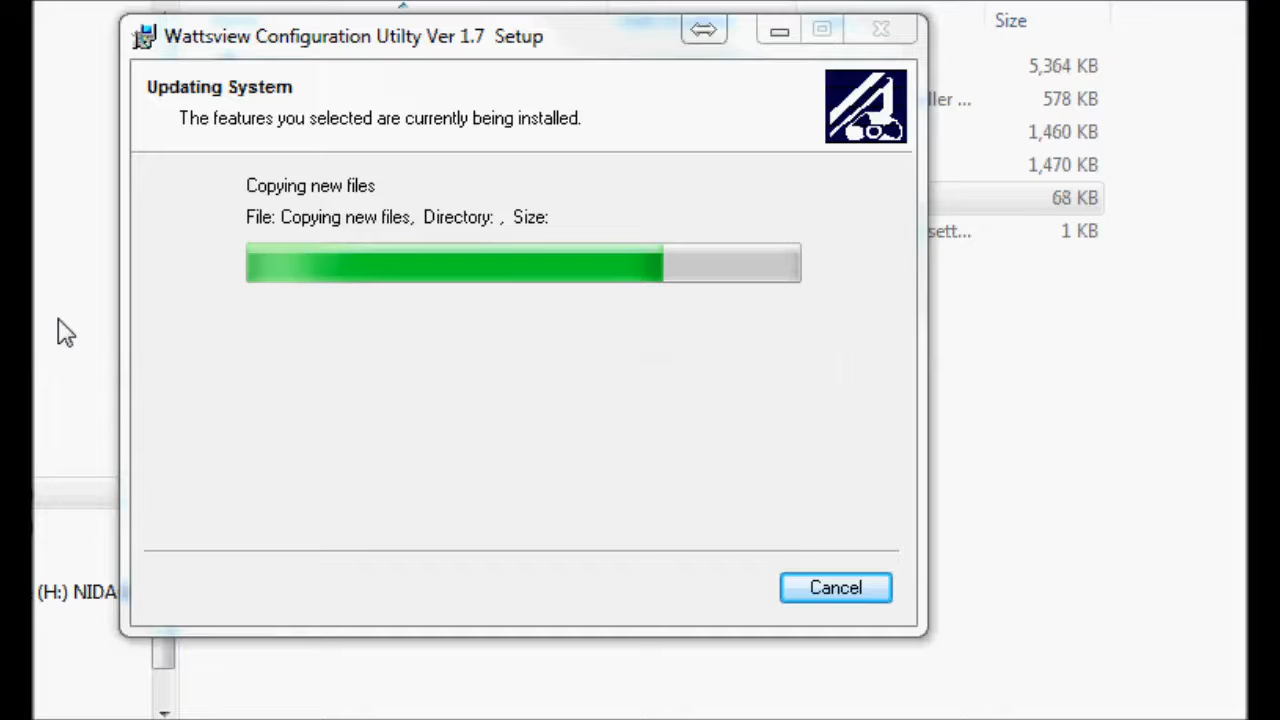 Wattsview Configuration Utilty Ver 1.7 Setup
Size
Updating System
The features you selected are currently being installed.
5,364 KB
ller ...
578 KB
1,460 KB
1,470 KB
68 KB
sett...
1 KB
Copying new files
File: Copying new files, Directory: , Size:
Cancel
(H:) NIDA